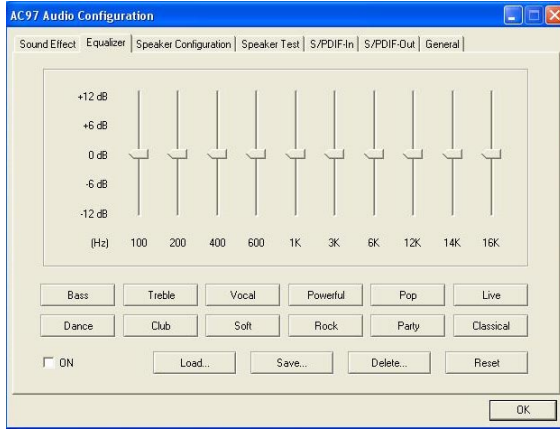 AC97 Audio Configuration
Sound Effect Equalizer Speaker Configuration Speaker Test S/PDIF-In S/PDIF-Out General
+12 dB
+6 dB
0 dB
-6 dB
-12 dB
(Hz) 100 200 400 600 1K 3K 6K 12K 14K 16K
Bass Treble Vocal Powerful Pop Live
Dance Club Soft Rock Party Classical
ON Load... Save... Delete... Reset
OK